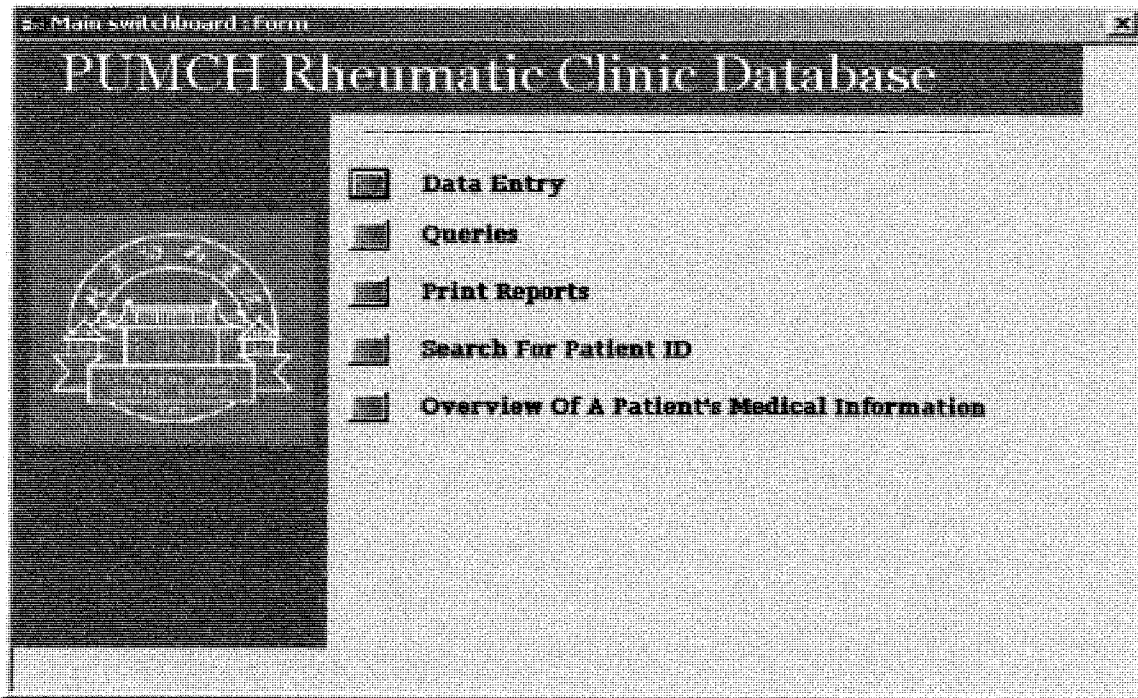 Main switchboard : Form
PUMCH Rheumatic Clinic Database
Data Entry
Queries
Print Reports
Search For Patient ID
Overview Of A Patient's Medical Information